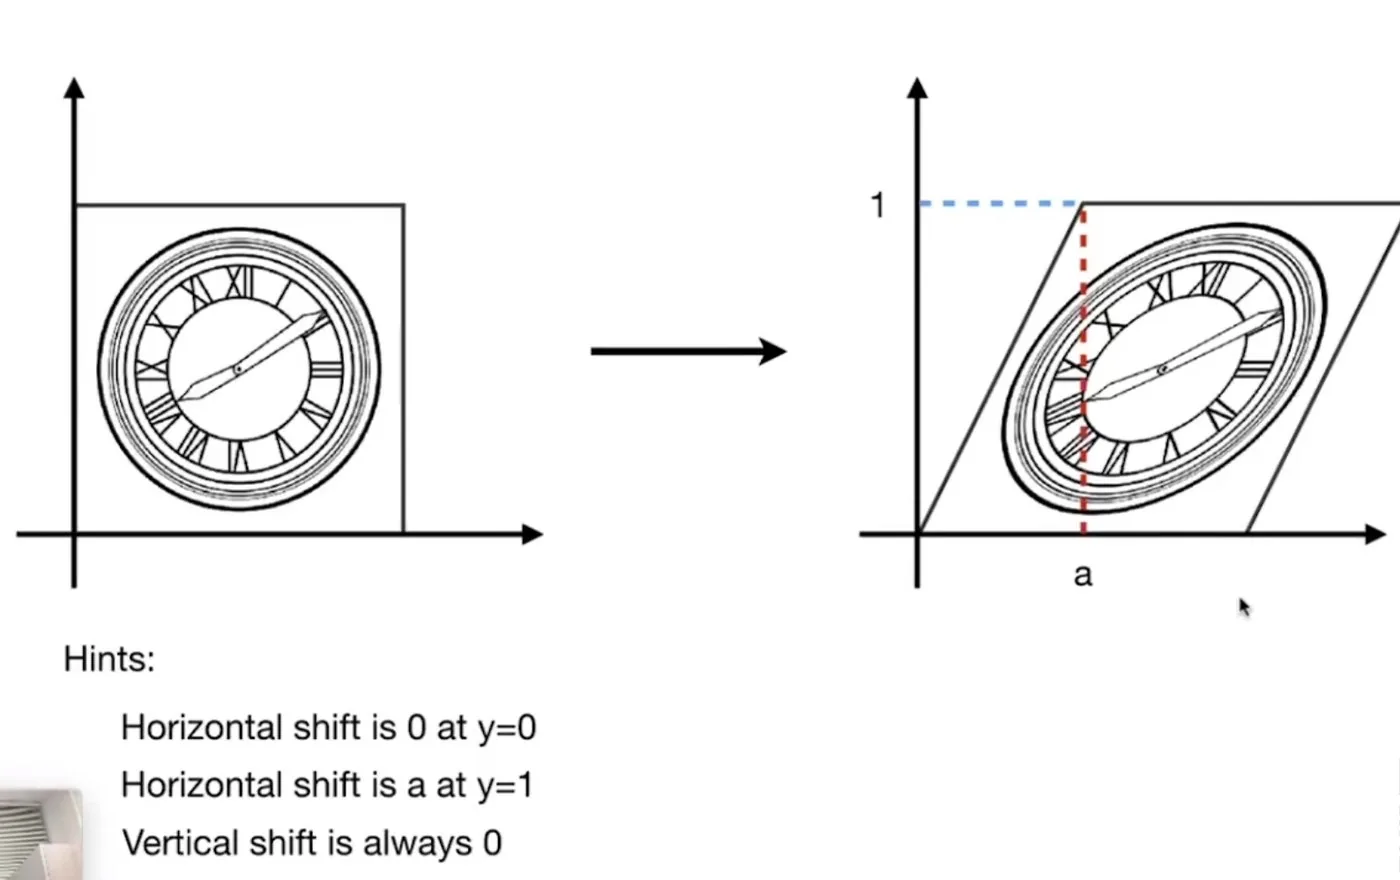 1
a
Hints:
Horizontal shift is 0 at y=0
Horizontal shift is a at y=1
Vertical shift is always 0